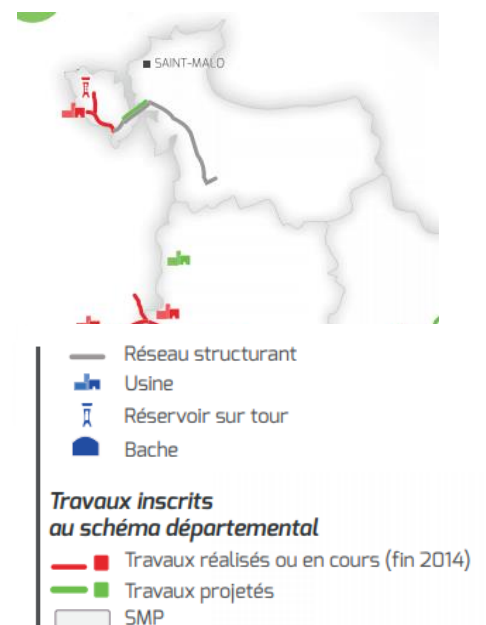 SAINT-MALO
Réseau structurant
Usine
Réservoir sur tour
Bache
Travaux inscrits
au schéma départemental
Travaux réalisés ou en cours (fin 2014)
Travaux projetés
SMP